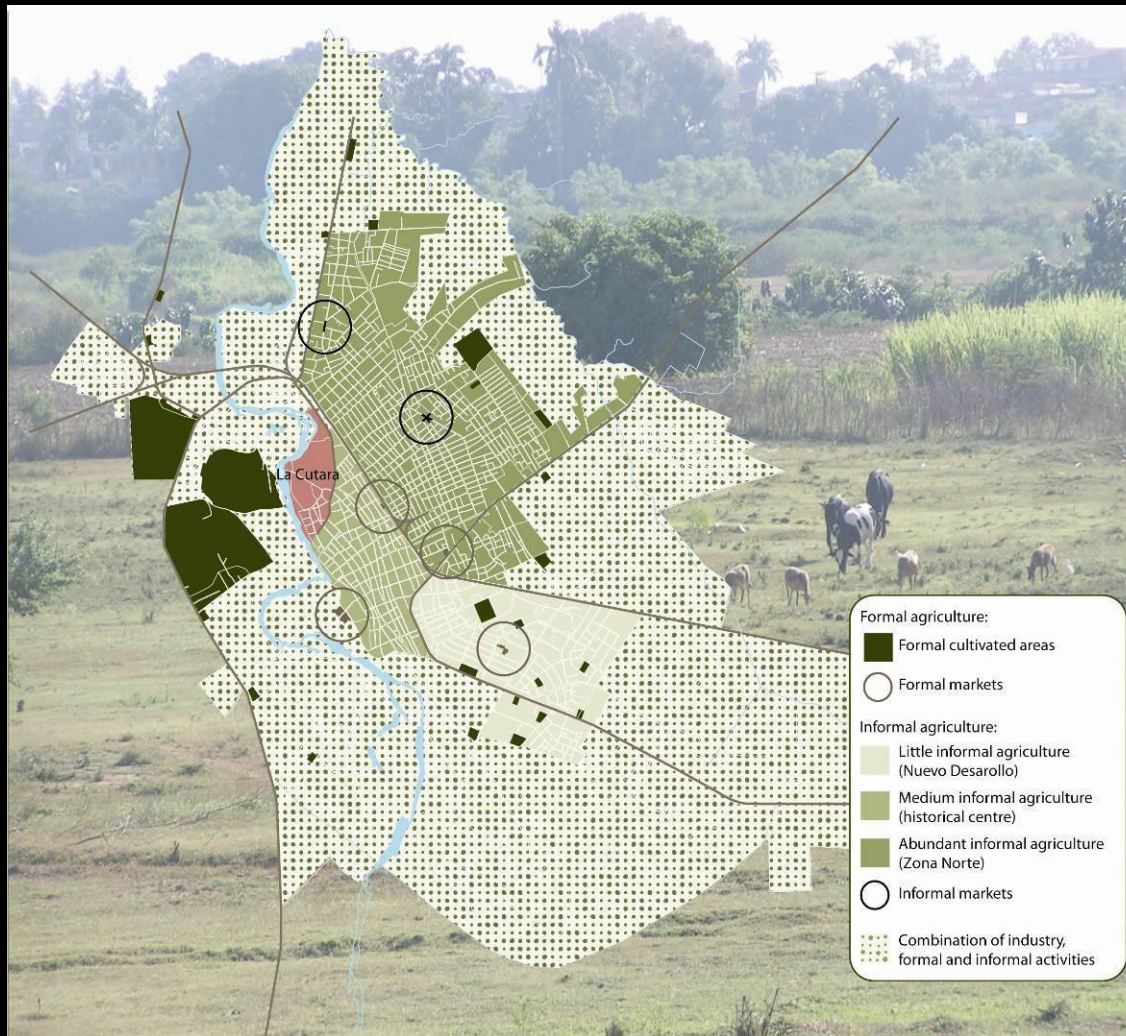 La Cutara
Formal agriculture:
Formal cultivated areas
Formal markets
Informal agriculture:
Little informal agriculture
(Nuevo Desarollo)
Medium informal agriculture
(historical centre)
Abundant informal agriculture
(Zona Norte)
Informal markets
Combination of industry,
formal and informal activities